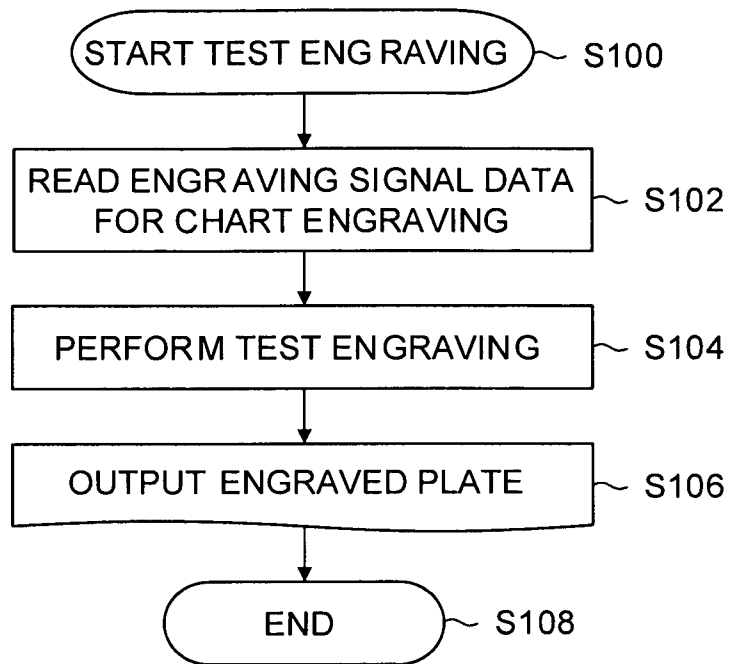 START TEST ENGRAVING S100
READ ENGRAVING SIGNAL DATA
FOR CHART ENGRAVING S102
PERFORM TEST ENGRAVING S104
OUTPUT ENGRAVED PLATE S106
END S108